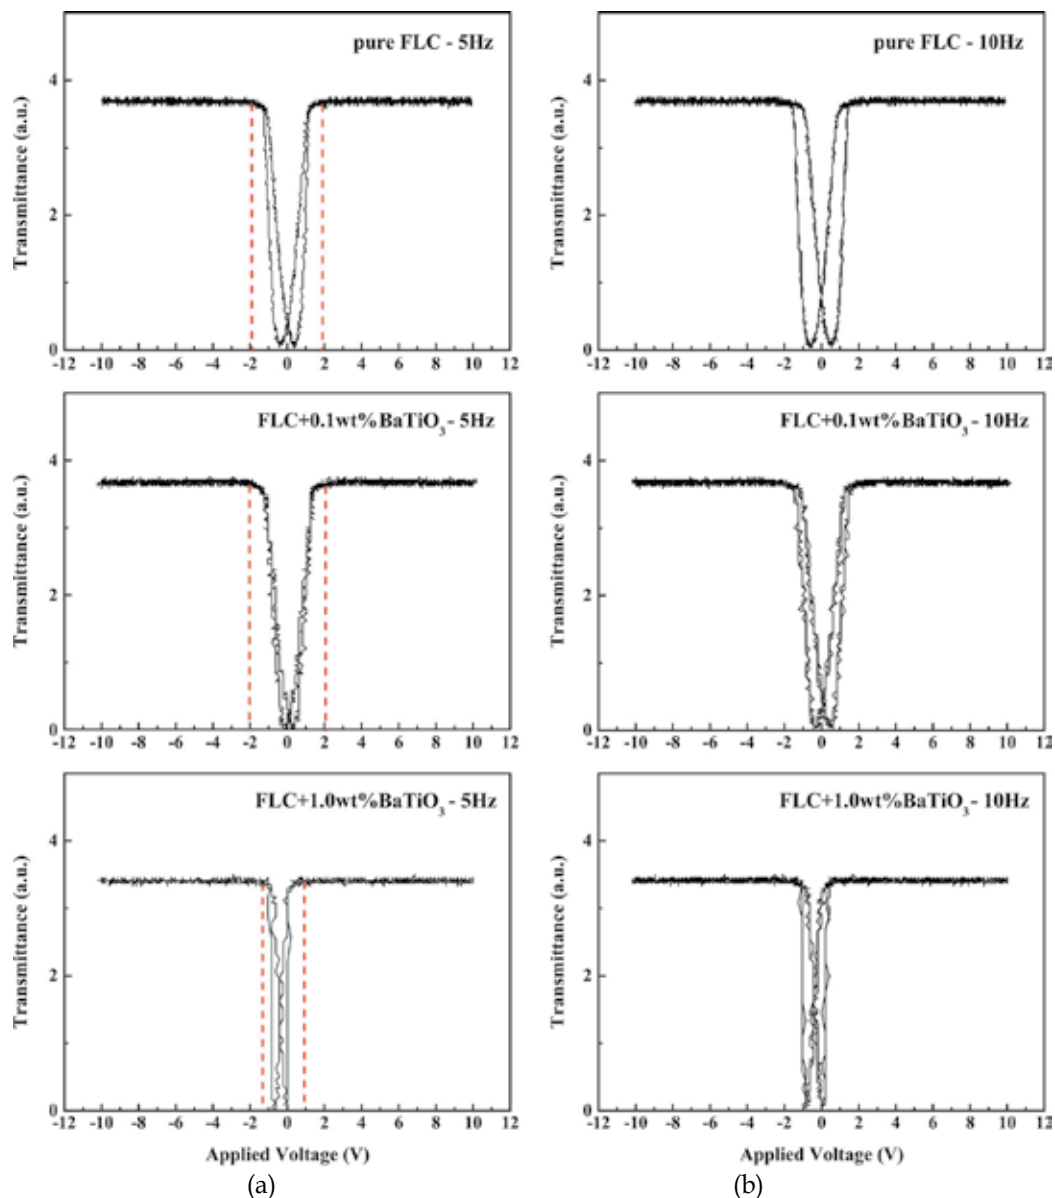 pure FLC - 5Hz
4
2
0
Transmittance (a.u.)
-12 -10 -8 -6 -4 -2 0 2 4 6 8 10 12
pure FLC - 10Hz
4
2
0
Transmittance (a.u.)
-12 -10 -8 -6 -4 -2 0 2 4 6 8 10 12
FLC+0.1wt%BaTiO3 - 5Hz
4
2
0
Transmittance (a.u.)
-12 -10 -8 -6 -4 -2 0 2 4 6 8 10 12
FLC+0.1wt%BaTiO3 - 10Hz
4
2
0
Transmittance (a.u.)
-12 -10 -8 -6 -4 -2 0 2 4 6 8 10 12
FLC+1.0wt%BaTiO3 - 5Hz
4
2
0
Transmittance (a.u.)
-12 -10 -8 -6 -4 -2 0 2 4 6 8 10 12
Applied Voltage (V)
FLC+1.0wt%BaTiO3 - 10Hz
4
2
0
Transmittance (a.u.)
-12 -10 -8 -6 -4 -2 0 2 4 6 8 10 12
Applied Voltage (V)
(a)
(b)